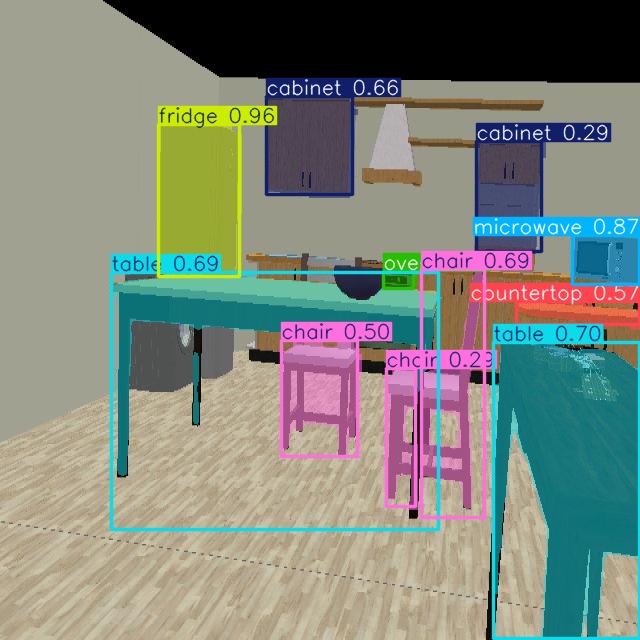 cabinet 0.66
fridge 0.96
cabinet 0.29
microwave 0.87
table 0.69
ove
chair 0.69
countertop 0.57
chair 0.50
table 0.70
chair 0.29